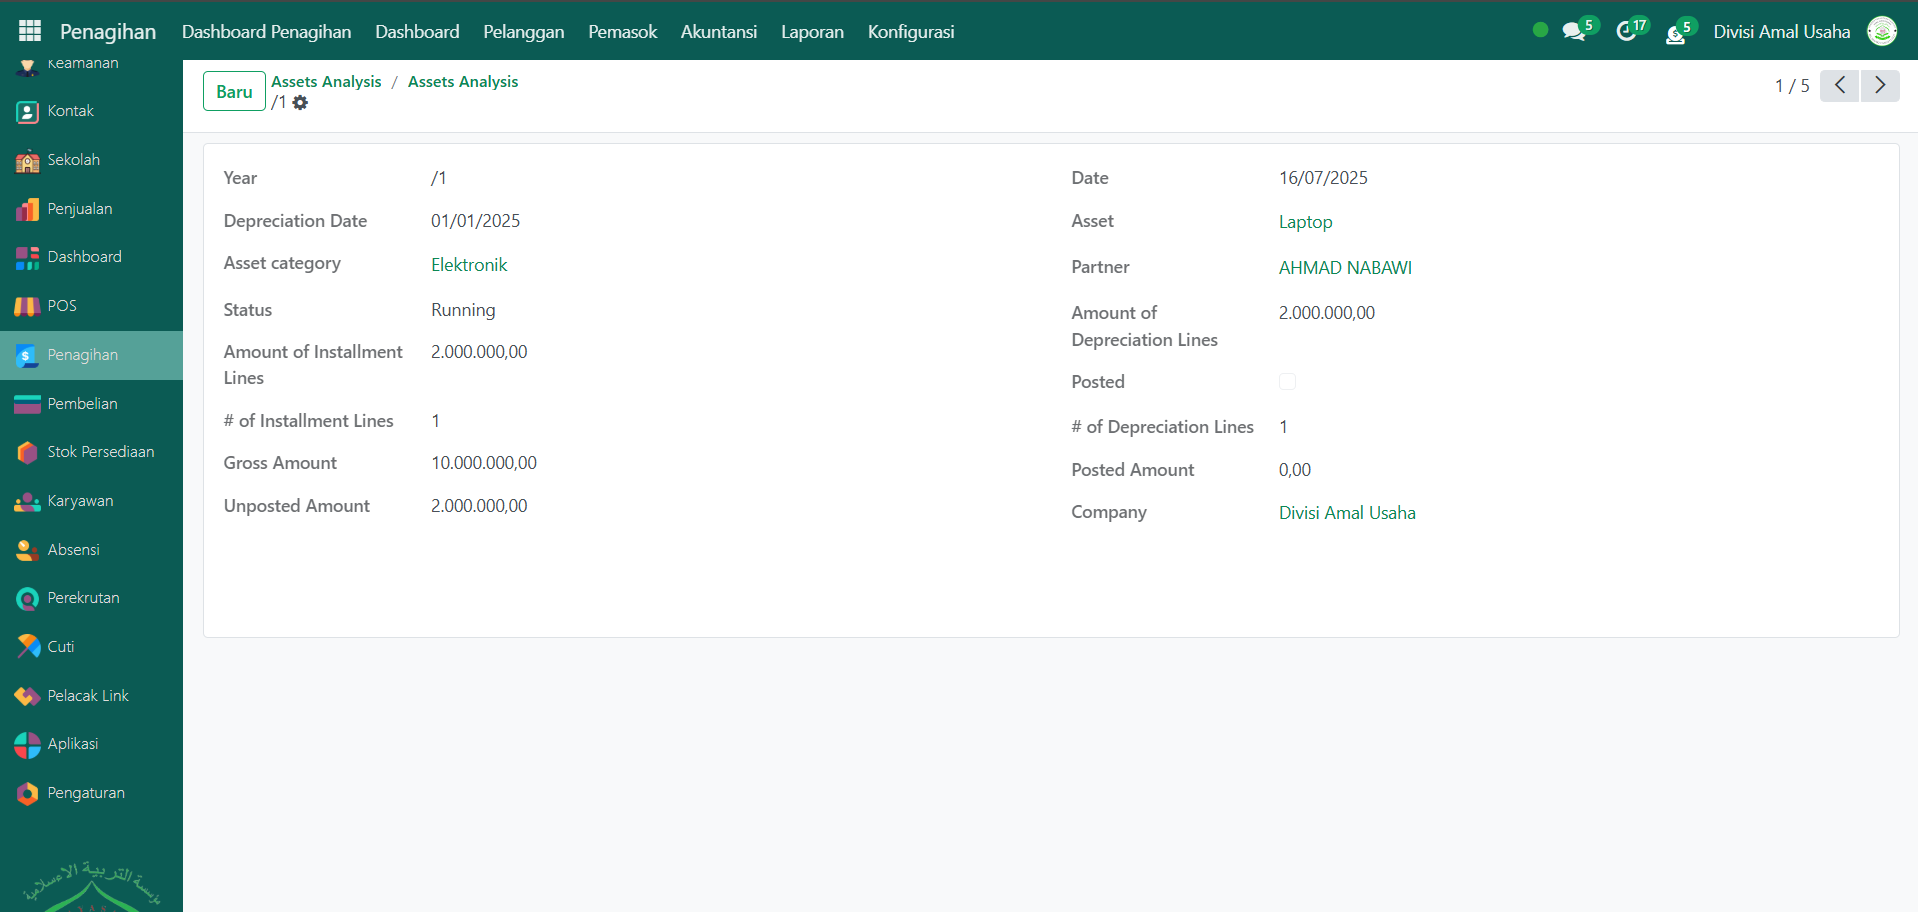 Penagihan
Dashboard Penagihan
Dashboard
Pelanggan
Pemasok
Akuntansi
Laporan
Konfigurasi
5
17
5
Divisi Amal Usaha
Keamanan
Kontak
Sekolah
Penjualan
Dashboard
POS
Penagihan
Pembelian
Stok Persediaan
Karyawan
Absensi
Perekrutan
Cuti
Pelacak Link
Aplikasi
Pengaturan
مؤسسة التربية الإسلامية
Baru
Assets Analysis / Assets Analysis
/1
1 / 5
Year /1
Depreciation Date 01/01/2025
Asset category Elektronik
Status Running
Amount of Installment 2.000.000,00
Lines
# of Installment Lines 1
Gross Amount 10.000.000,00
Unposted Amount 2.000.000,00
Date 16/07/2025
Asset Laptop
Partner AHMAD NABAWI
Amount of 2.000.000,00
Depreciation Lines
Posted
# of Depreciation Lines 1
Posted Amount 0,00
Company Divisi Amal Usaha